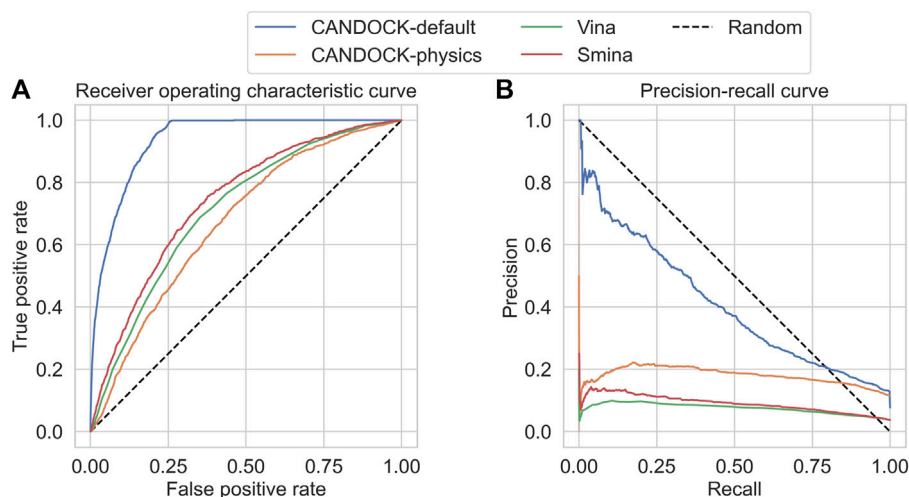 CANDOCK-default Vina Random
CANDOCK-physics Smina
A Receiver operating characteristic curve
1.0
0.8
0.6
0.4
0.2
0.0
True positive rate
0.00 0.25 0.50 0.75 1.00
False positive rate
B Precision-recall curve
1.0
0.8
0.6
0.4
0.2
0.0
Precision
0.00 0.25 0.50 0.75 1.00
Recall